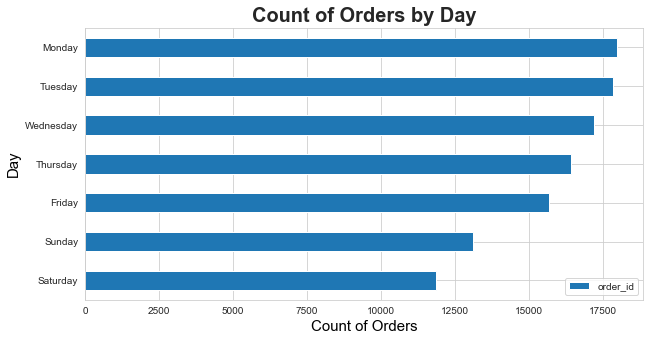 Count of Orders by Day
Day
Monday
Tuesday
Wednesday
Thursday
Friday
Sunday
Saturday
order_id
0 2500 5000 7500 10000 12500 15000 17500
Count of Orders